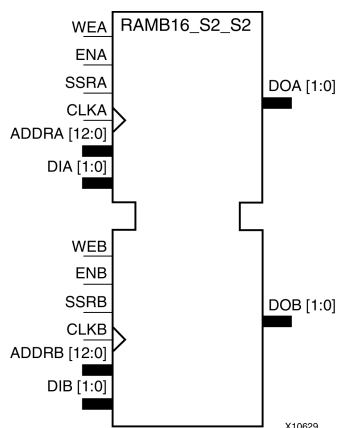 RAMB16_S2_S2
WEA
ENA
SSRA
CLKA
ADDRA [12:0]
DIA [1:0]
DOA [1:0]
WEB
ENB
SSRB
CLKB
ADDRB [12:0]
DIB [1:0]
DOB [1:0]
X10629